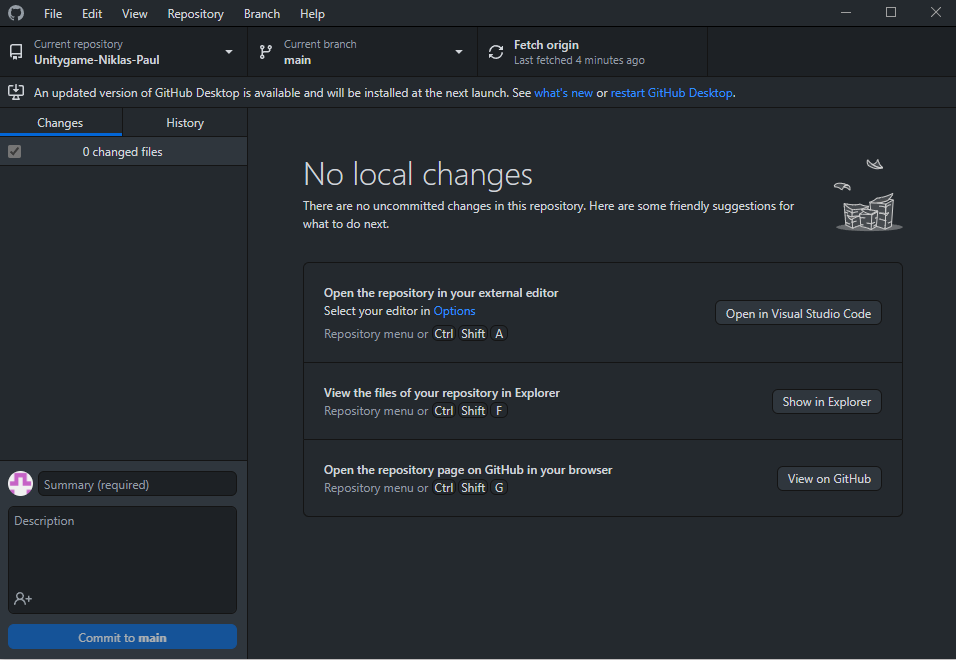 File Edit View Repository Branch Help
Current repository
Unitygame-Niklas-Paul
Current branch
main
Fetch origin
Last fetched 4 minutes ago
An updated version of GitHub Desktop is available and will be installed at the next launch. See what's new or restart GitHub Desktop.
Changes
History
0 changed files
No local changes
There are no uncommitted changes in this repository. Here are some friendly suggestions for
what to do next.
Open the repository in your external editor
Select your editor in Options
Repository menu or Ctrl Shift A
Open in Visual Studio Code
View the files of your repository in Explorer
Repository menu or Ctrl Shift F
Show in Explorer
Open the repository page on GitHub in your browser
Repository menu or Ctrl Shift G
View on GitHub
Summary (required)
Description
Commit to main